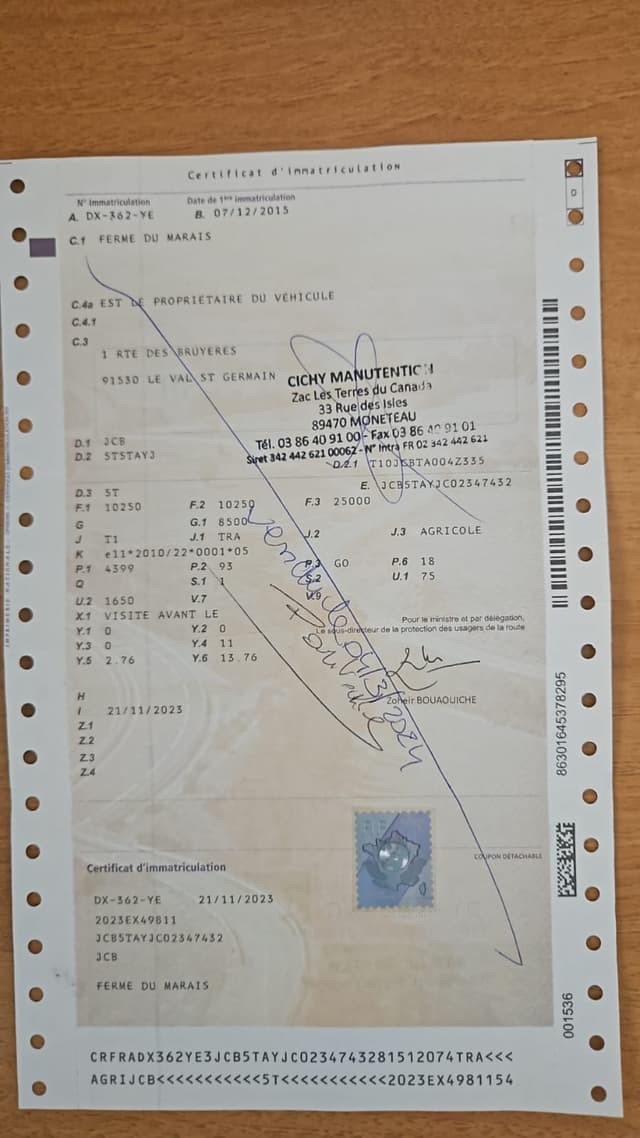 Certificat d'immatriculation
N° Immatriculation Date de 1ère immatriculation
A. DX-362-YE B. 07/12/2015
C.1 FERME DU MARAIS
C.4a EST LE PROPRIETAIRE DU VEHICULE
C.4.1
C.3
1 RTE DES BRUYERES
91530 LE VAL ST GERMAIN
CICHY MANUTENTION
Zac Les Terres du Canada
33 Rue des Isles
89470 MONETEAU
Tél. 03 86 40 91 00 - Fax 03 86 40 91 01
Siret 342 442 621 00062 - N° Intra FR 02 342 442 621
D.1 JCB
D.2 5T5TAYJ D.2.1 T10JCBTA004Z335
D.3 5T E. JCB5TAYJC02347432
F.1 10250 F.2 10250 F.3 25000
G G.1 8500
J T1 J.1 TRA J.2 J.3 AGRICOLE
K e11*2010/22*0001*05
P.1 4399 P.2 93 P.3 GO P.6 18
Q S.1 1 S.2 U.1 75
U.2 1650 V.7 V.9
X.1 VISITE AVANT LE
Y.1 0 Y.2 0
Y.3 0 Y.4 11
Y.5 2.76 Y.6 13.76
Pour le ministre et par délégation,
Le sous-directeur de la protection des usagers de la route
Zoheir BOUAOUICHE
H
I 21/11/2023
Z.1
Z.2
Z.3
Z.4
COUPON DÉTACHABLE
Certificat d'immatriculation
DX-362-YE 21/11/2023
2023EX49811
JCB5TAYJC02347432
JCB
FERME DU MARAIS
CRFRADX362YE3JCB5TAYJC0234743281512074TRA<<<
AGRIJCB<<<<<<<<<<<5T<<<<<<<<<<<2023EX4981154
86301645378295
001536